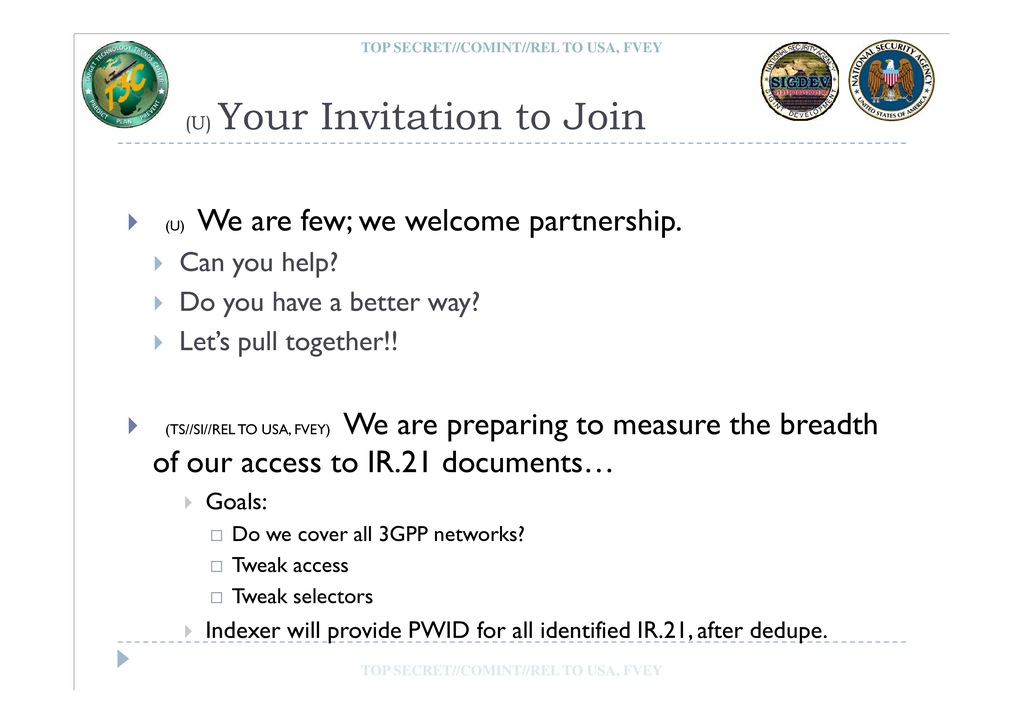 TOP SECRET//COMINT//REL TO USA, FVEY
TARGET TECHNOLOGY TRENDS CENTER
T3C
PREDICT PLAN PREVENT
NATIONAL SECURITY AGENCY
SIGDEV
SIGINT DEVELOPMENT
NATIONAL SECURITY AGENCY
UNITED STATES OF AMERICA
(U) Your Invitation to Join
(U) We are few; we welcome partnership.
Can you help?
Do you have a better way?
Let’s pull together!!
(TS//SI//REL TO USA, FVEY) We are preparing to measure the breadth
of our access to IR.21 documents…
Goals:
Do we cover all 3GPP networks?
Tweak access
Tweak selectors
Indexer will provide PWID for all identified IR.21, after dedupe.
TOP SECRET//COMINT//REL TO USA, FVEY